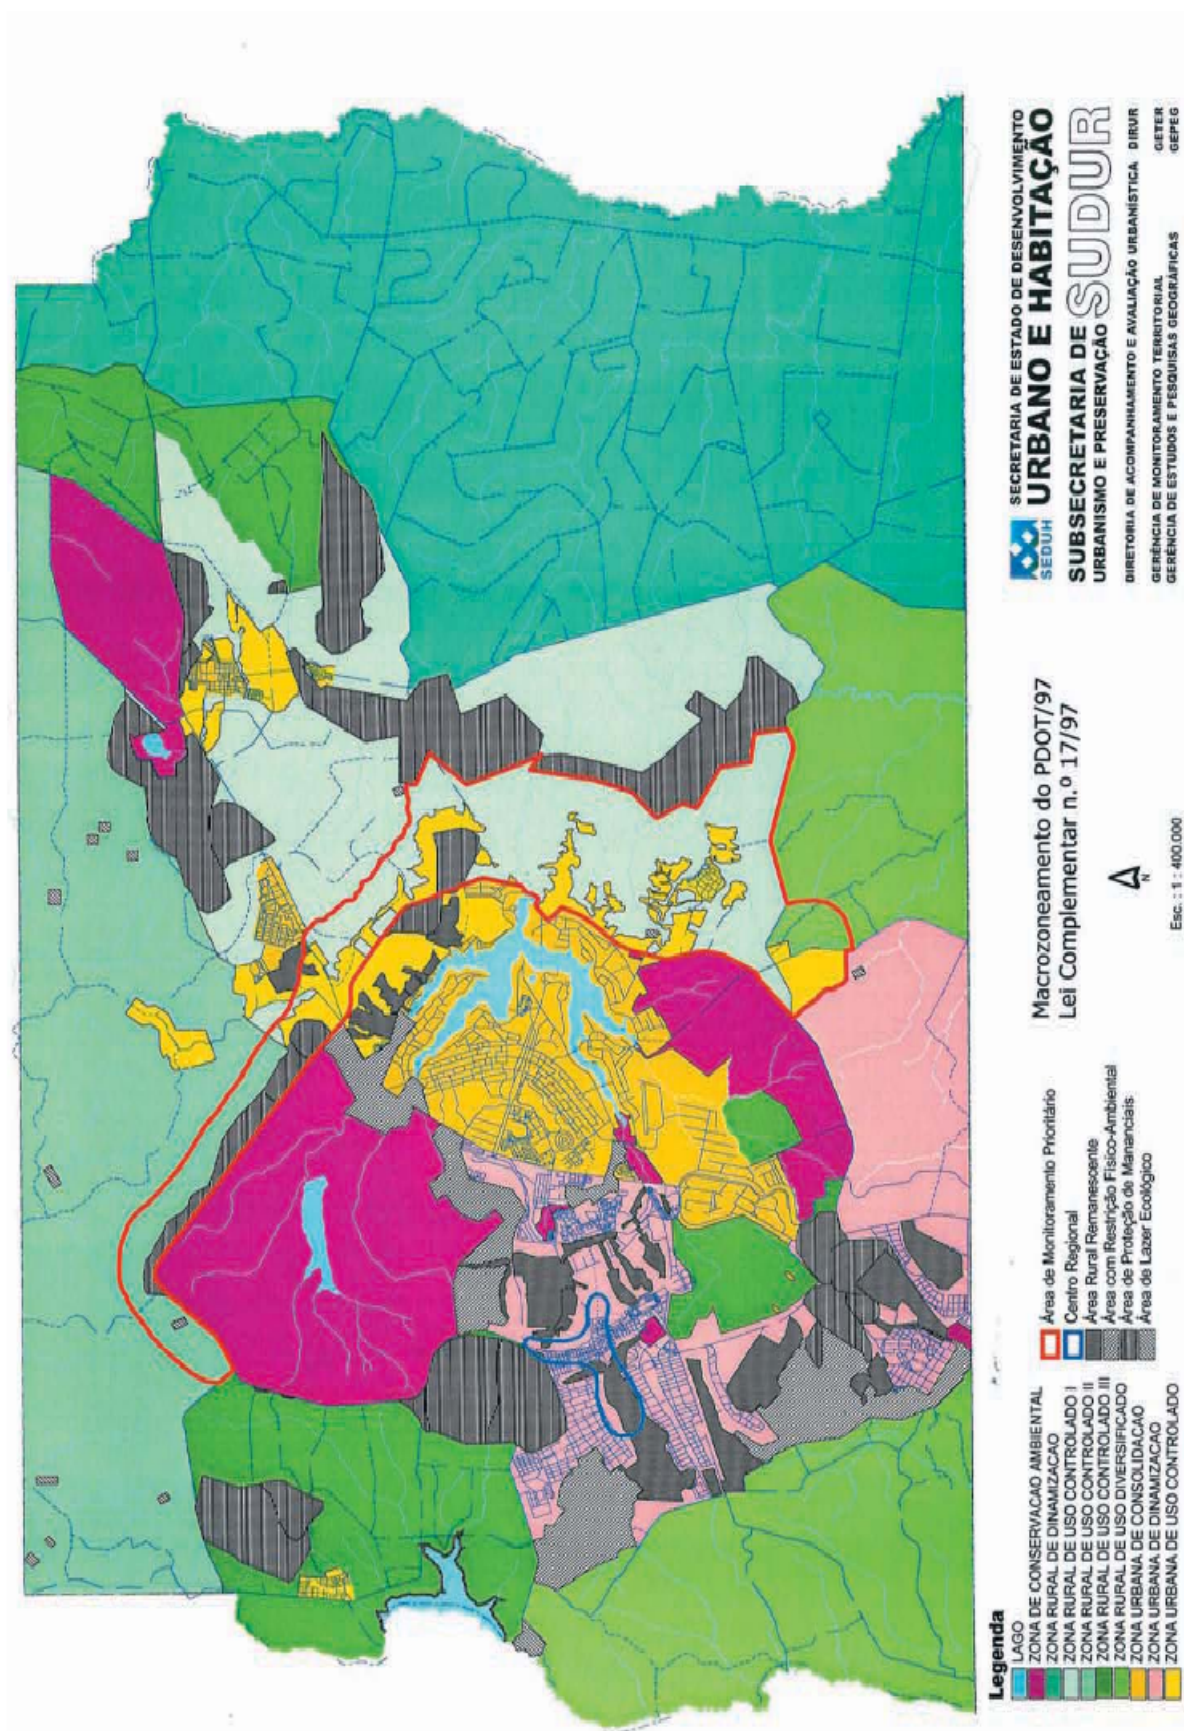 SEDUH
SECRETARIA DE ESTADO DE DESENVOLVIMENTO
URBANO E HABITAÇÃO
SUBSECRETARIA DE
URBANISMO E PRESERVAÇÃO
SUDUR
DIRETORIA DE ACOMPANHAMENTO E AVALIAÇÃO URBANÍSTICA DIRUR
GERÊNCIA DE MONITORAMENTO TERRITORIAL GETER
GERÊNCIA DE ESTUDOS E PESQUISAS GEOGRÁFICAS GEPEG
Macrozoneamento do PDOT/97
Lei Complementar n.º 17/97
N
Esc. : 1 : 400.000
Legenda
LAGO
ZONA DE CONSERVACAO AMBIENTAL
ZONA RURAL DE DINAMIZACAO
ZONA RURAL DE USO CONTROLADO I
ZONA RURAL DE USO CONTROLADO II
ZONA RURAL DE USO CONTROLADO III
ZONA RURAL DE USO DIVERSIFICADO
ZONA URBANA DE CONSOLIDACAO
ZONA URBANA DE DINAMIZACAO
ZONA URBANA DE USO CONTROLADO
Área de Monitoramento Prioritário
Centro Regional
Área Rural Remanescente
Área com Restrição Físico-Ambiental
Área de Proteção de Mananciais
Área de Lazer Ecológico